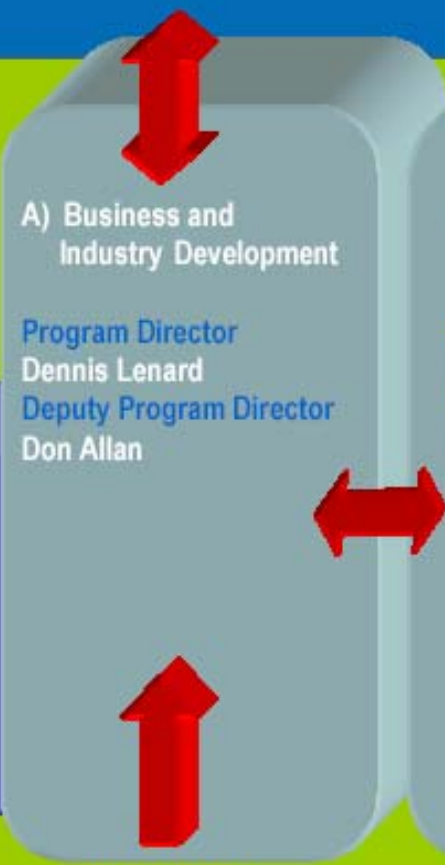 A) Business and
Industry Development
Program Director
Dennis Lenard
Deputy Program Director
Don Allan